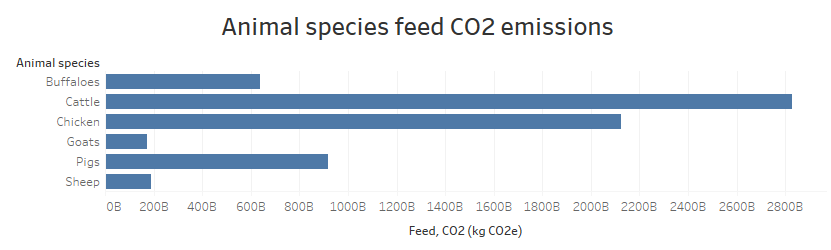 Animal species feed CO2 emissions
Animal species
Buffaloes
Cattle
Chicken
Goats
Pigs
Sheep
0B 200B 400B 600B 800B 1000B 1200B 1400B 1600B 1800B 2000B 2200B 2400B 2600B 2800B
Feed, CO2 (kg CO2e)